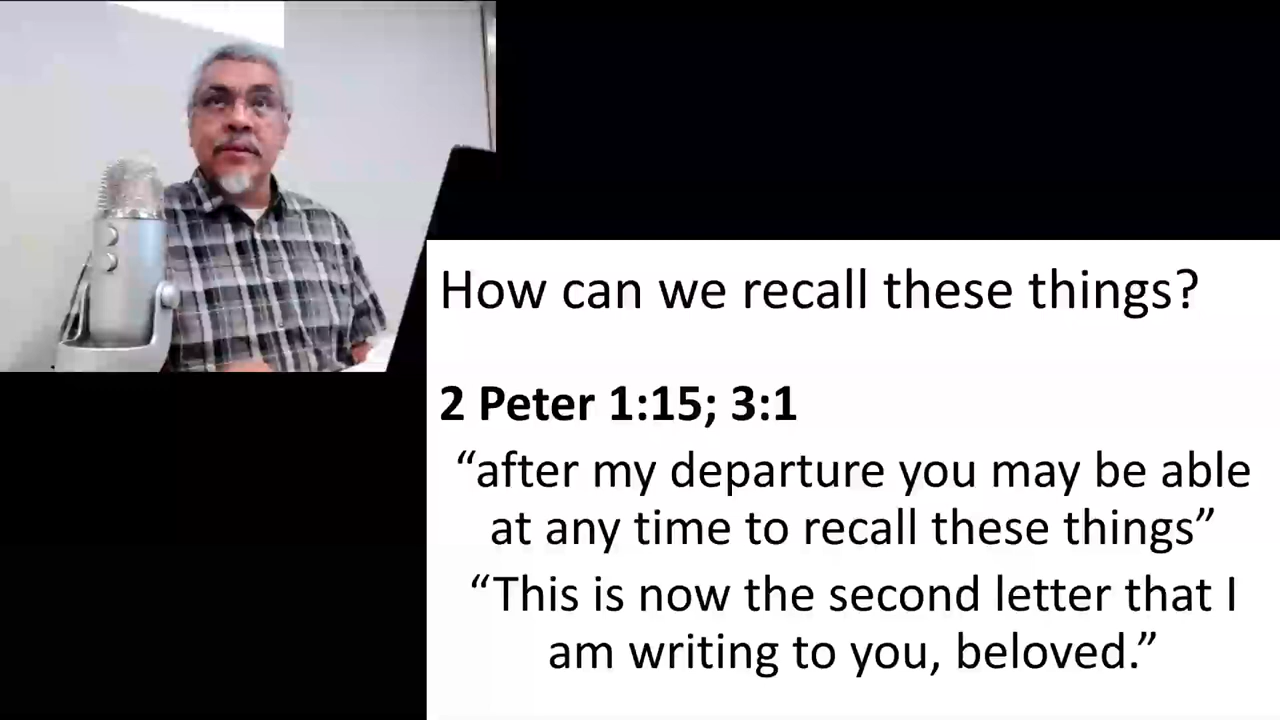 How can we recall these things?
2 Peter 1:15; 3:1
“after my departure you may be able
at any time to recall these things”
“This is now the second letter that I
am writing to you, beloved.”